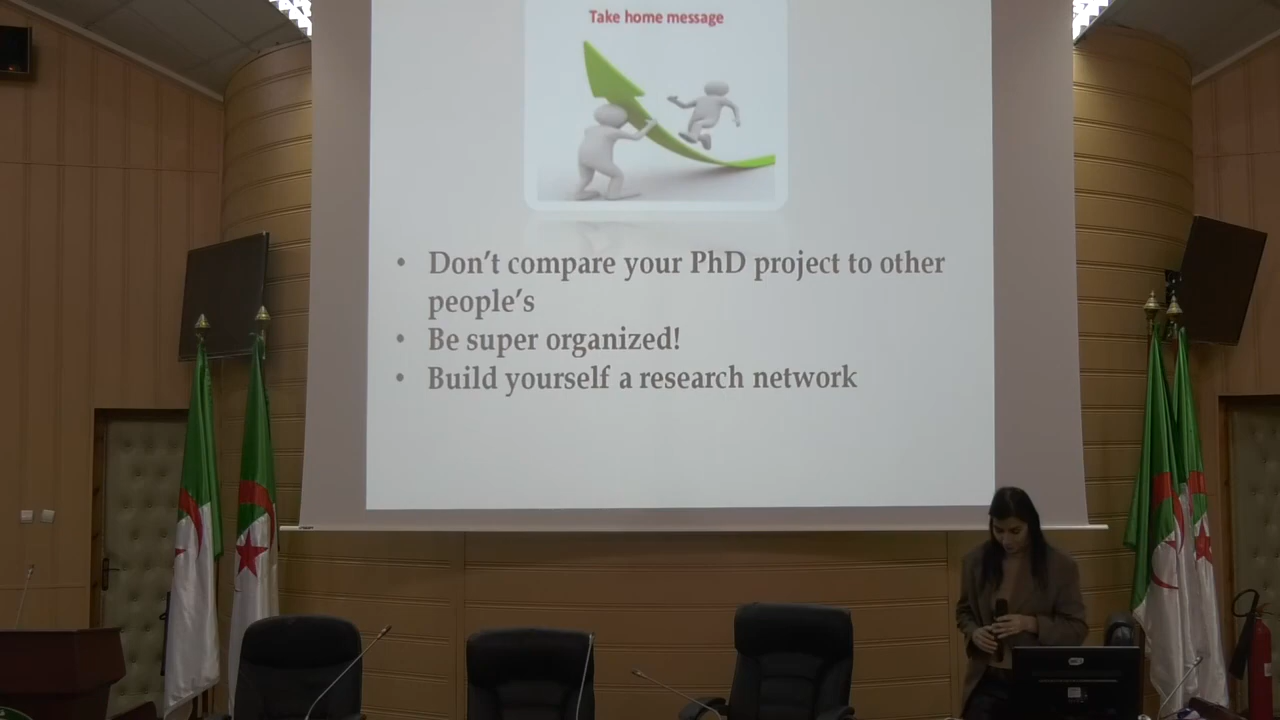 Take home message
• Don't compare your PhD project to other
people's
• Be super organized!
• Build yourself a research network